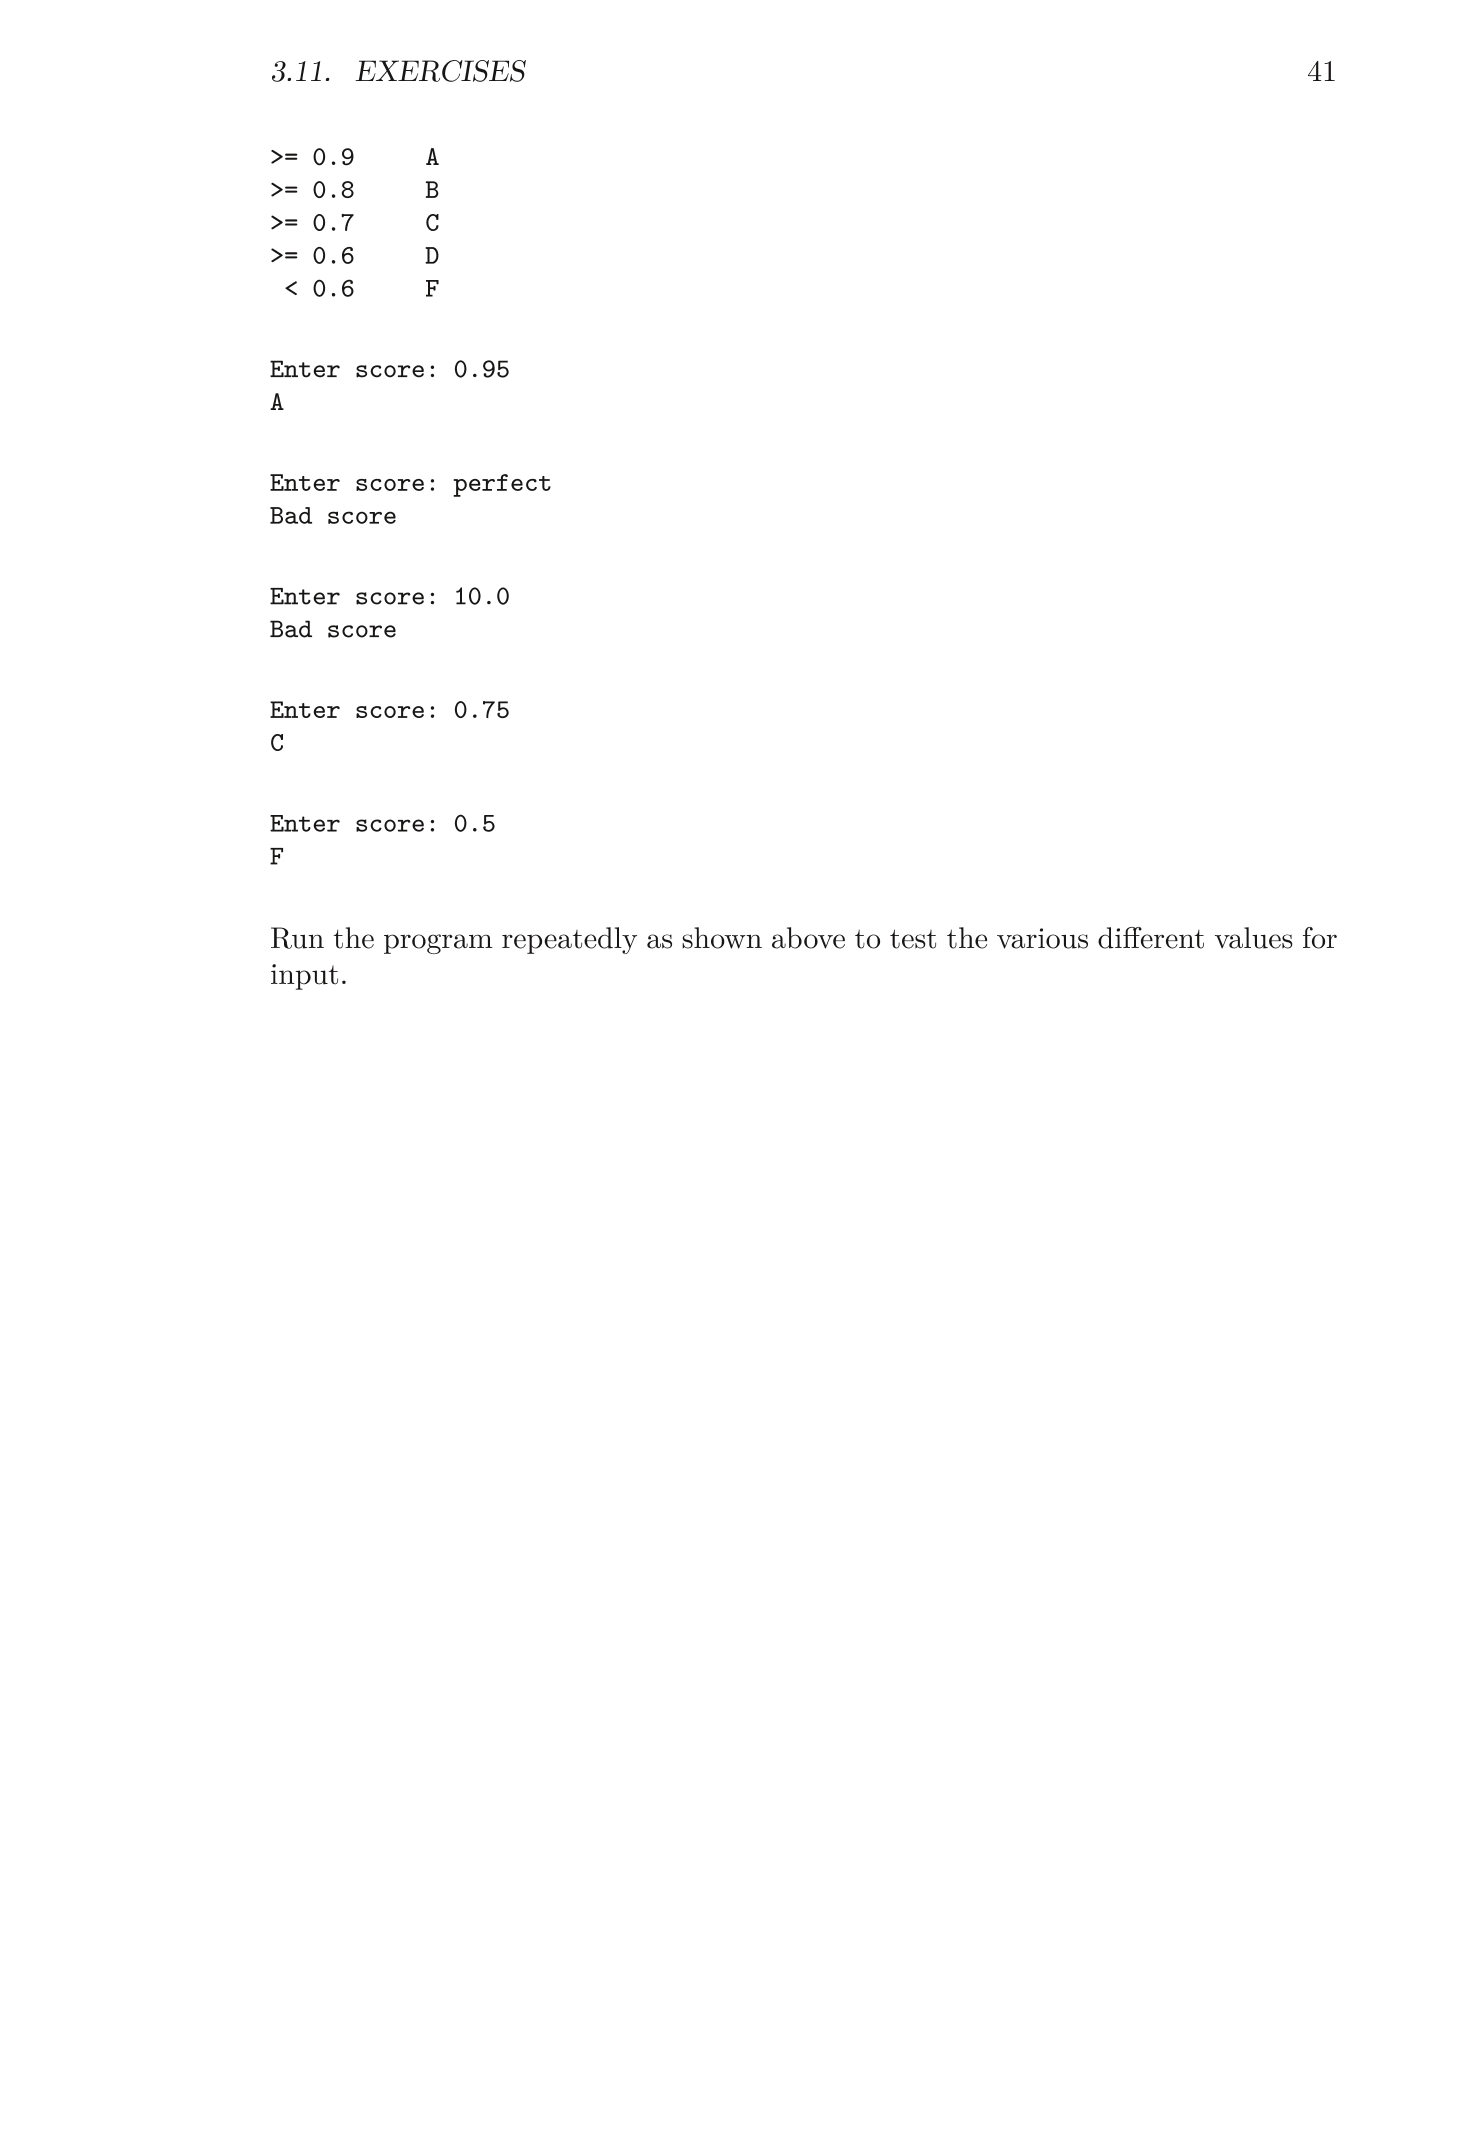 3.11. EXERCISES 41
>= 0.9     A
>= 0.8     B
>= 0.7     C
>= 0.6     D
 < 0.6     F
Enter score: 0.95
A
Enter score: perfect
Bad score
Enter score: 10.0
Bad score
Enter score: 0.75
C
Enter score: 0.5
F
Run the program repeatedly as shown above to test the various different values for
input.